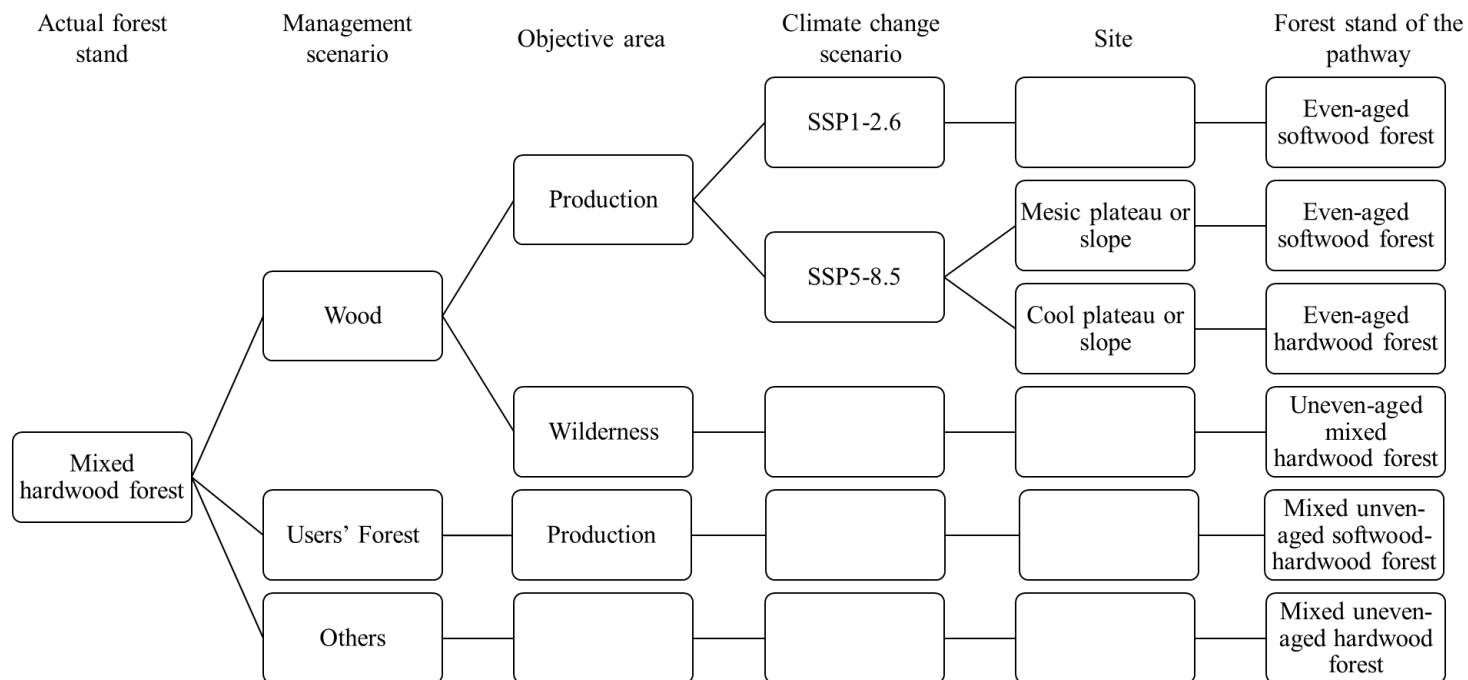 Actual forest
stand
Management
scenario
Objective area
Climate change
scenario
Site
Forest stand of the
pathway
SSP1-2.6
Even-aged
softwood forest
Production
Mesic plateau or
slope
Even-aged
softwood forest
SSP5-8.5
Wood
Cool plateau or
slope
Even-aged
hardwood forest
Wilderness
Uneven-aged
mixed
hardwood forest
Mixed
hardwood forest
Users’ Forest
Production
Mixed unven-
aged softwood-
hardwood forest
Others
Mixed uneven-
aged hardwood
forest